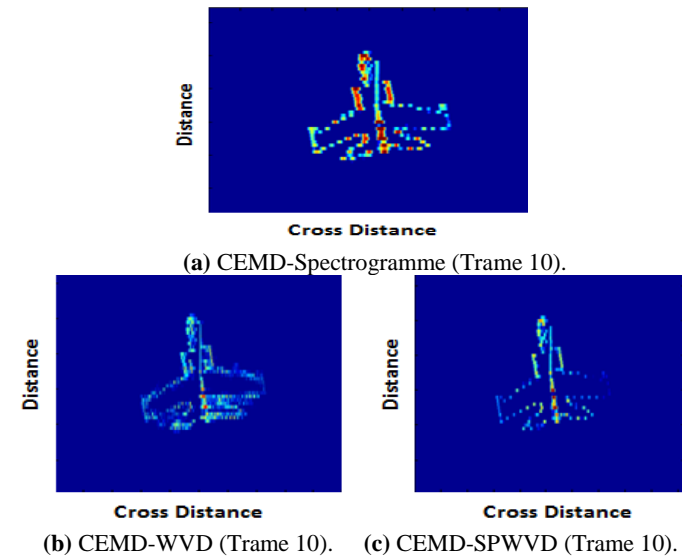 Distance
Cross Distance
(a) CEMD-Spectrogramme (Trame 10).
Distance
Distance
Cross Distance
Cross Distance
(b) CEMD-WVD (Trame 10).
(c) CEMD-SPWVD (Trame 10).